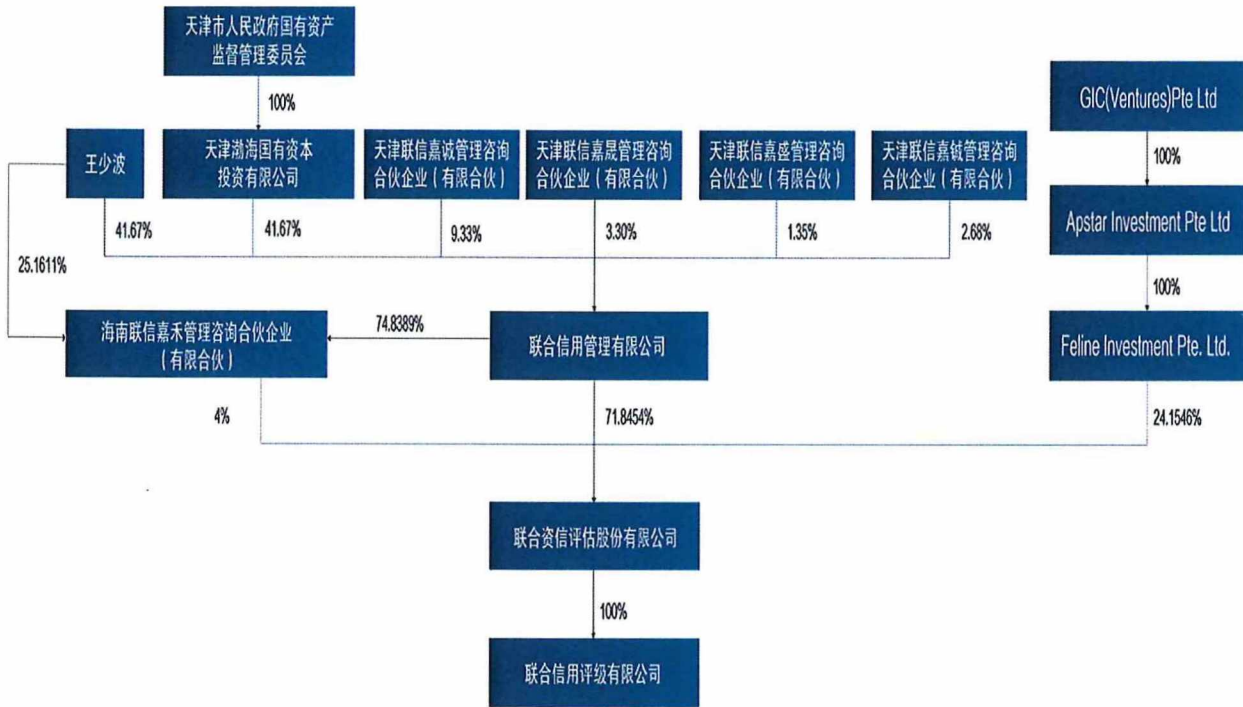 天津市人民政府国有资产
监督管理委员会
100%
GIC(Ventures)Pte Ltd
100%
王少波
天津渤海国有资本
投资有限公司
天津联信嘉诚管理咨询
合伙企业（有限合伙）
天津联信嘉晟管理咨询
合伙企业（有限合伙）
天津联信嘉盛管理咨询
合伙企业（有限合伙）
天津联信嘉铖管理咨询
合伙企业（有限合伙）
Apstar Investment Pte Ltd
41.67%
41.67%
9.33%
3.30%
1.35%
2.68%
25.1611%
100%
海南联信嘉禾管理咨询合伙企业
（有限合伙）
74.8389%
联合信用管理有限公司
Feline Investment Pte. Ltd.
4%
71.8454%
24.1546%
联合资信评估股份有限公司
100%
联合信用评级有限公司